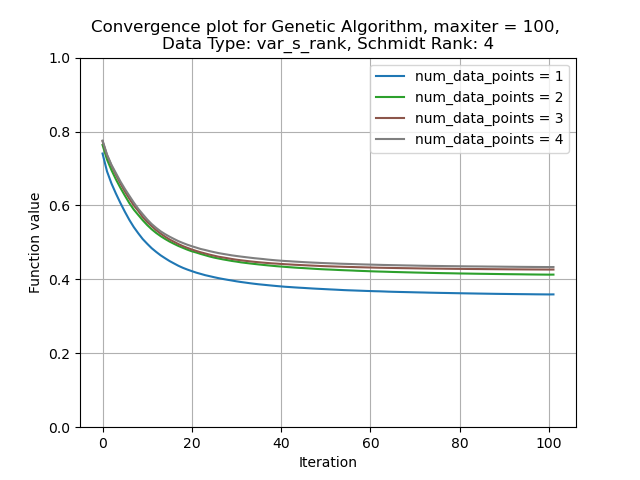 Convergence plot for Genetic Algorithm, maxiter = 100,
Data Type: var_s_rank, Schmidt Rank: 4
num_data_points = 1
num_data_points = 2
num_data_points = 3
num_data_points = 4
Function value
1.0
0.8
0.6
0.4
0.2
0.0
0 20 40 60 80 100
Iteration